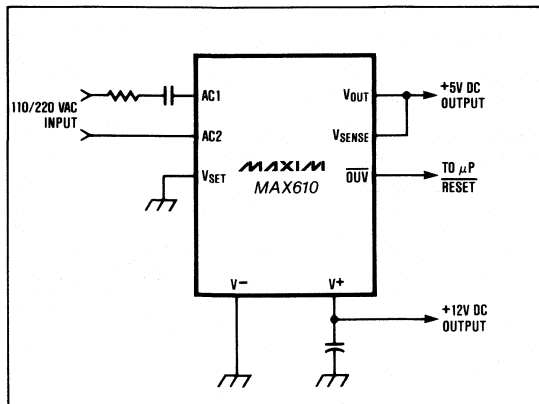 110/220 VAC
INPUT
AC1
AC2
VSET
MAXIM
MAX610
VOUT
VSENSE
OUV
V−
V+
+5V DC
OUTPUT
TO μP
RESET
+12V DC
OUTPUT